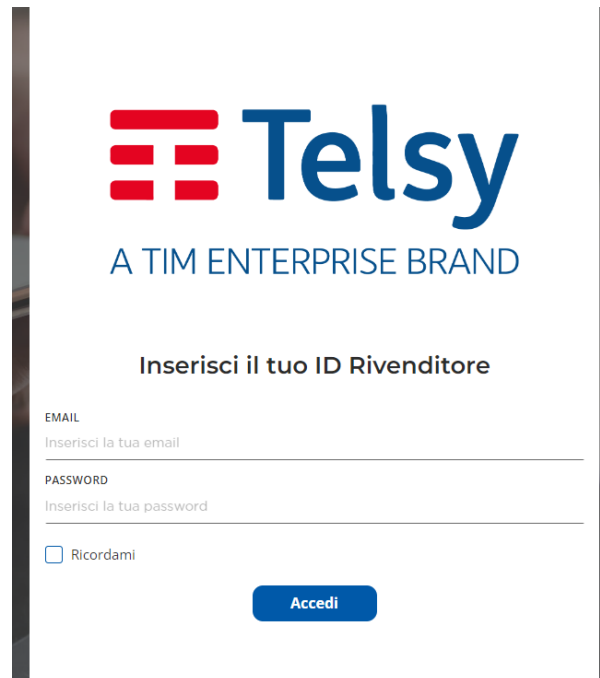 Telsy
A TIM ENTERPRISE BRAND
Inserisci il tuo ID Rivenditore
EMAIL
Inserisci la tua email
PASSWORD
Inserisci la tua password
Ricordami
Accedi